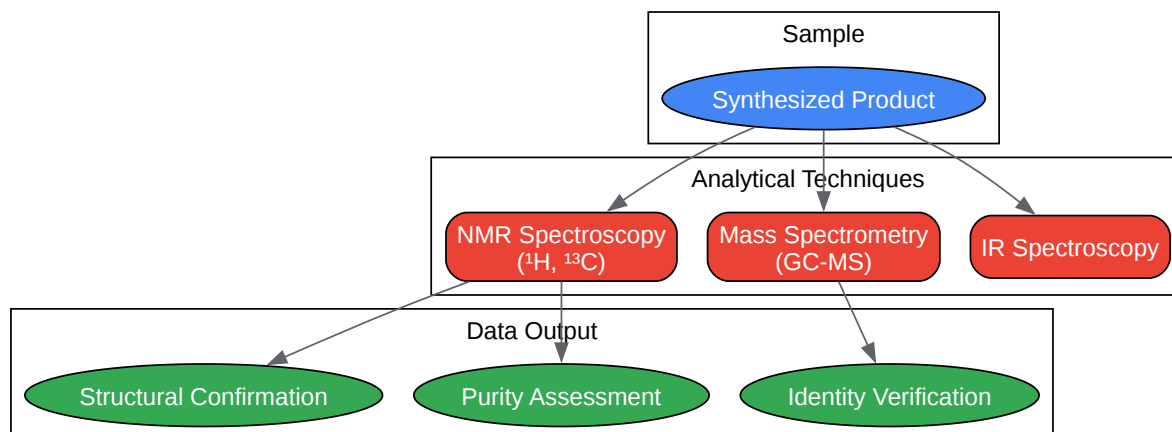 Sample
Synthesized Product
Analytical Techniques
NMR Spectroscopy
(¹H, ¹³C)
Mass Spectrometry
(GC-MS)
IR Spectroscopy
Data Output
Structural Confirmation
Purity Assessment
Identity Verification